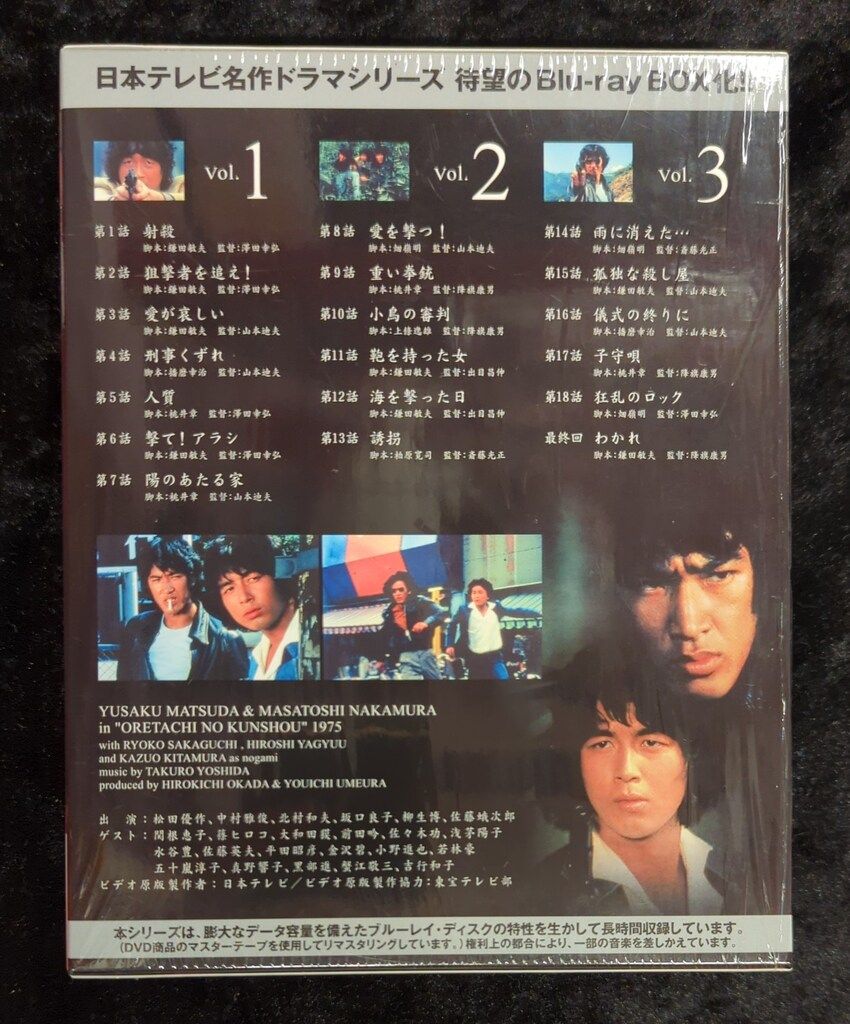 日本テレビ名作ドラマシリーズ 待望のBlu-ray BOX化!!
vol.1
第1話 射殺
脚本:鎌田敏夫 監督:澤田幸弘
第2話 狙撃者を追え!
脚本:鎌田敏夫 監督:澤田幸弘
第3話 愛が哀しい
脚本:鎌田敏夫 監督:山本迪夫
第4話 刑事くずれ
脚本:播磨幸治 監督:山本迪夫
第5話 人質
脚本:桃井章 監督:澤田幸弘
第6話 撃て!アラシ
脚本:鎌田敏夫 監督:澤田幸弘
第7話 陽のあたる家
脚本:桃井章 監督:山本迪夫
vol.2
第8話 愛を撃つ!
脚本:畑嶺明 監督:山本迪夫
第9話 重い拳銃
脚本:桃井章 監督:降旗康男
第10話 小鳥の審判
脚本:上條逸雄 監督:降旗康男
第11話 鞄を持った女
脚本:鎌田敏夫 監督:出目昌伸
第12話 海を撃った日
脚本:鎌田敏夫 監督:出目昌伸
第13話 誘拐
脚本:柏原寛司 監督:斎藤光正
vol.3
第14話 雨に消えた…
脚本:畑嶺明 監督:斎藤光正
第15話 孤独な殺し屋
脚本:鎌田敏夫 監督:山本迪夫
第16話 儀式の終りに
脚本:播磨幸治 監督:山本迪夫
第17話 子守唄
脚本:桃井章 監督:降旗康男
第18話 狂乱のロック
脚本:畑嶺明 監督:澤田幸弘
最終回 わかれ
脚本:鎌田敏夫 監督:降旗康男
YUSAKU MATSUDA & MASATOSHI NAKAMURA
in "ORETACHI NO KUNSHOU" 1975
with RYOKO SAKAGUCHI , HIROSHI YAGYUU
and KAZUO KITAMURA as nogami
music by TAKURO YOSHIDA
produced by HIROKICHI OKADA & YOUICHI UMEURA
出 演:松田優作、中村雅俊、北村和夫、坂口良子、柳生博、佐藤蛾次郎
ゲスト:関根恵子、篠ヒロコ、大和田獏、前田吟、佐々木功、浅茅陽子
水谷豊、佐藤英夫、平田昭彦、金沢碧、小野進也、若林豪
五十嵐淳子、真野響子、黒部進、蟹江敬三、吉行和子
ビデオ原版製作者:日本テレビ/ビデオ原版製作協力:東宝テレビ部
本シリーズは、膨大なデータ容量を備えたブルーレイ・ディスクの特性を生かして長時間収録しています。
(DVD商品のマスターテープを使用してリマスタリングしています。)権利上の都合により、一部の音楽を差しかえています。